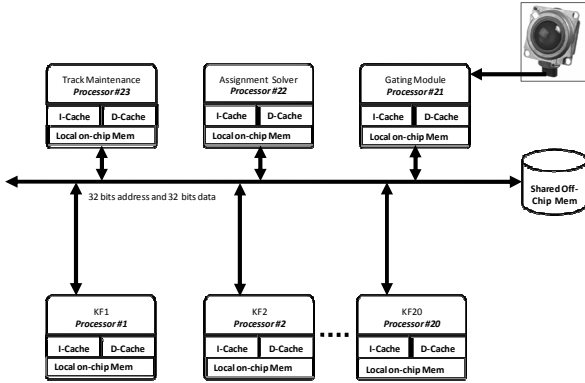 Track Maintenance
Processor #23
I-Cache D-Cache
Local on-chip Mem
Assignment Solver
Processor #22
I-Cache D-Cache
Local on-chip Mem
Gating Module
Processor #21
I-Cache D-Cache
Local on-chip Mem
32 bits address and 32 bits data
Shared Off-
Chip Mem
KF1
Processor #1
I-Cache D-Cache
Local on-chip Mem
KF2
Processor #2
I-Cache D-Cache
Local on-chip Mem
....
KF20
Processor #20
I-Cache D-Cache
Local on-chip Mem